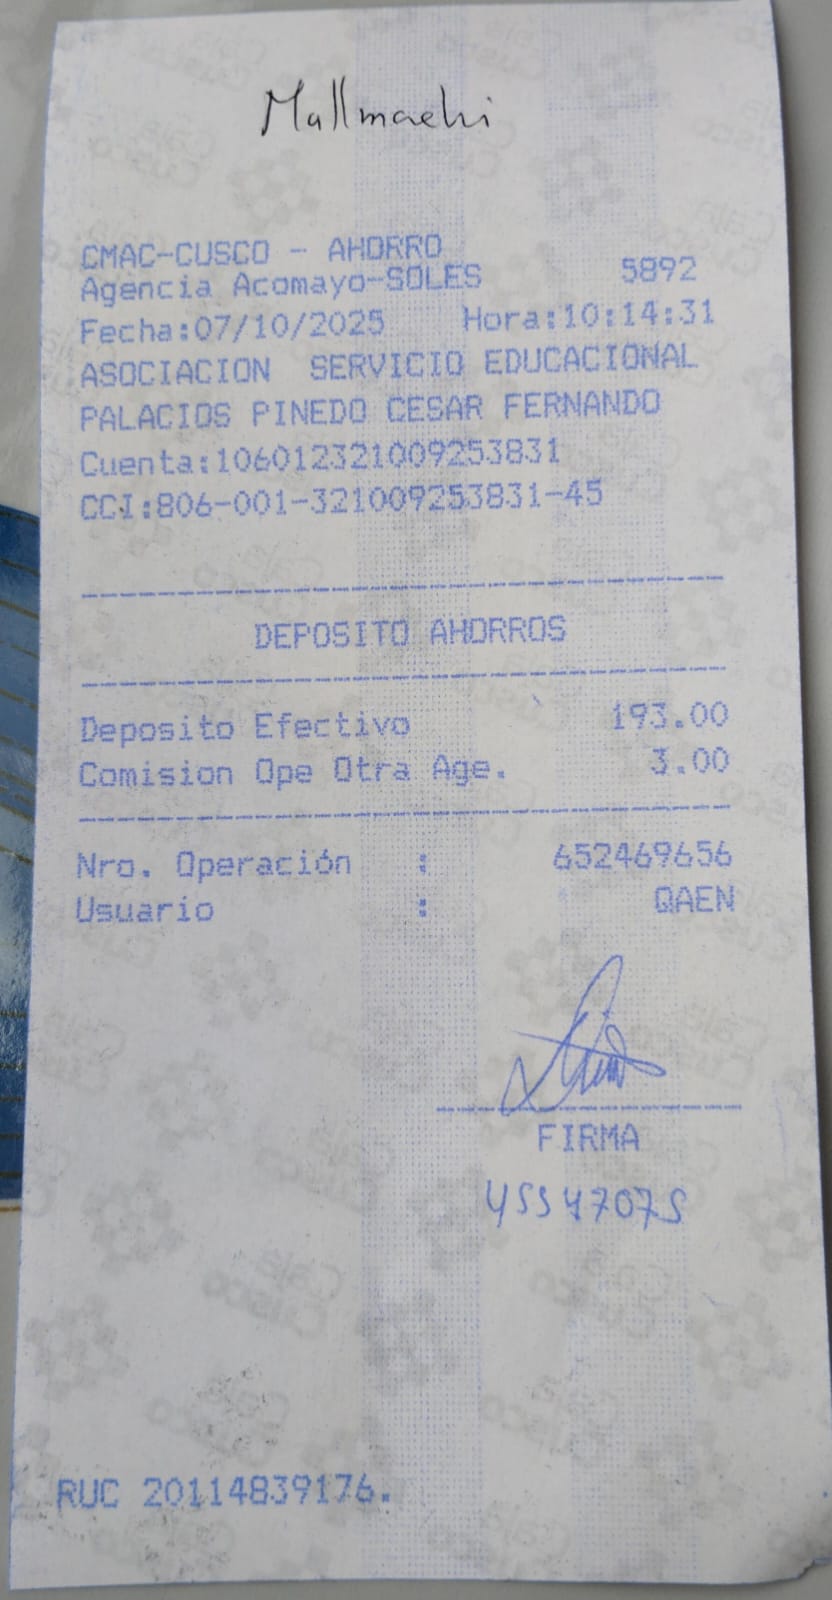 Mallmachi
CMAC-CUSCO - AHORRO
Agencia Acomayo-SOLES 5892
Fecha:07/10/2025 Hora:10:14:31
ASOCIACION SERVICIO EDUCACIONAL
PALACIOS PINEDO CESAR FERNANDO
Cuenta:106012321009253831
CCI:806-001-321009253831-45
DEPOSITO AHORROS
Deposito Efectivo 193.00
Comision Ope Otra Age. 3.00
Nro. Operación : 652469656
Usuario : QAEN
FIRMA
45547075
RUC 20114839176.